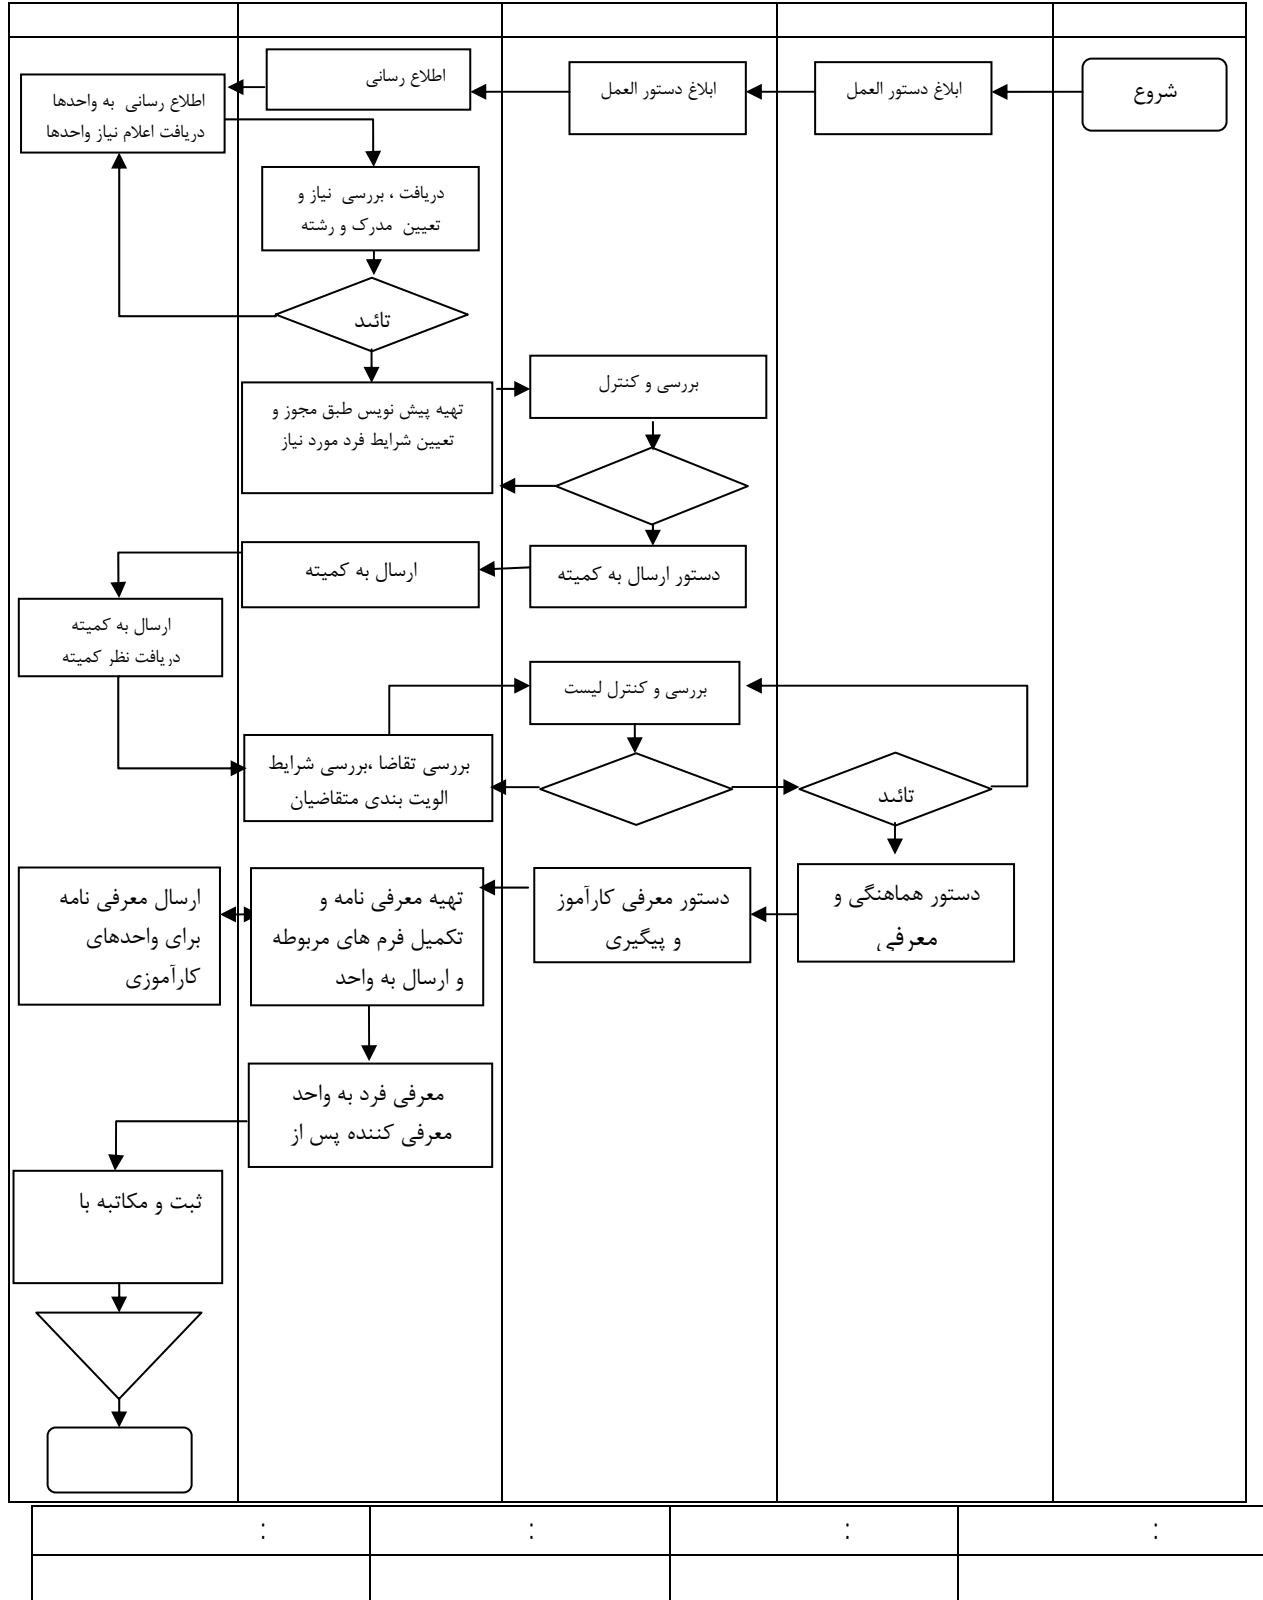 شروع
ابلاغ دستور العمل
ابلاغ دستور العمل
اطلاع رسانی
اطلاع رسانی به واحدها
دریافت اعلام نیاز واحدها
دریافت ، بررسی نیاز و
تعیین مدرک و رشته
تائید
تهیه پیش نویس طبق مجوز و
تعیین شرایط فرد مورد نیاز
بررسی و کنترل
دستور ارسال به کمیته
ارسال به کمیته
ارسال به کمیته
دریافت نظر کمیته
بررسی و کنترل لیست
بررسی تقاضا ،بررسی شرایط
الویت بندی متقاضیان
تائید
دستور هماهنگی و
معرفی
دستور معرفی کارآموز
و پیگیری
تهیه معرفی نامه و
تکمیل فرم های مربوطه
و ارسال به واحد
ارسال معرفی نامه
برای واحدهای
کارآموزی
معرفی فرد به واحد
معرفی کننده پس از
ثبت و مکاتبه با
: : : :